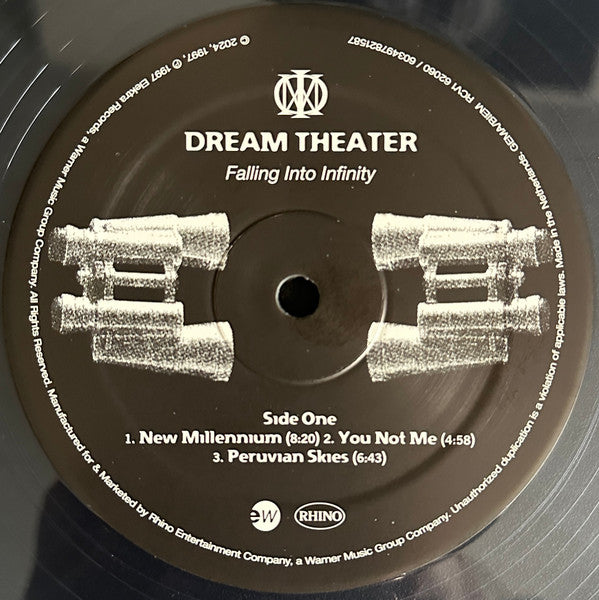 DREAM THEATER
Falling Into Infinity
Side One
1. New Millennium (8:20) 2. You Not Me (4:58)
3. Peruvian Skies (6:43)
ew RHINO
© 2024, 1997, ℗ 1997 Elektra Records, a Warner Music Group Company. All Rights Reserved. Manufactured for & Marketed by Rhino Entertainment Company, a Warner Music Group Company. Unauthorized duplication is a violation of applicable laws. Made in the Netherlands. GEMA/BIEM RCV1 62060 / 603497821587